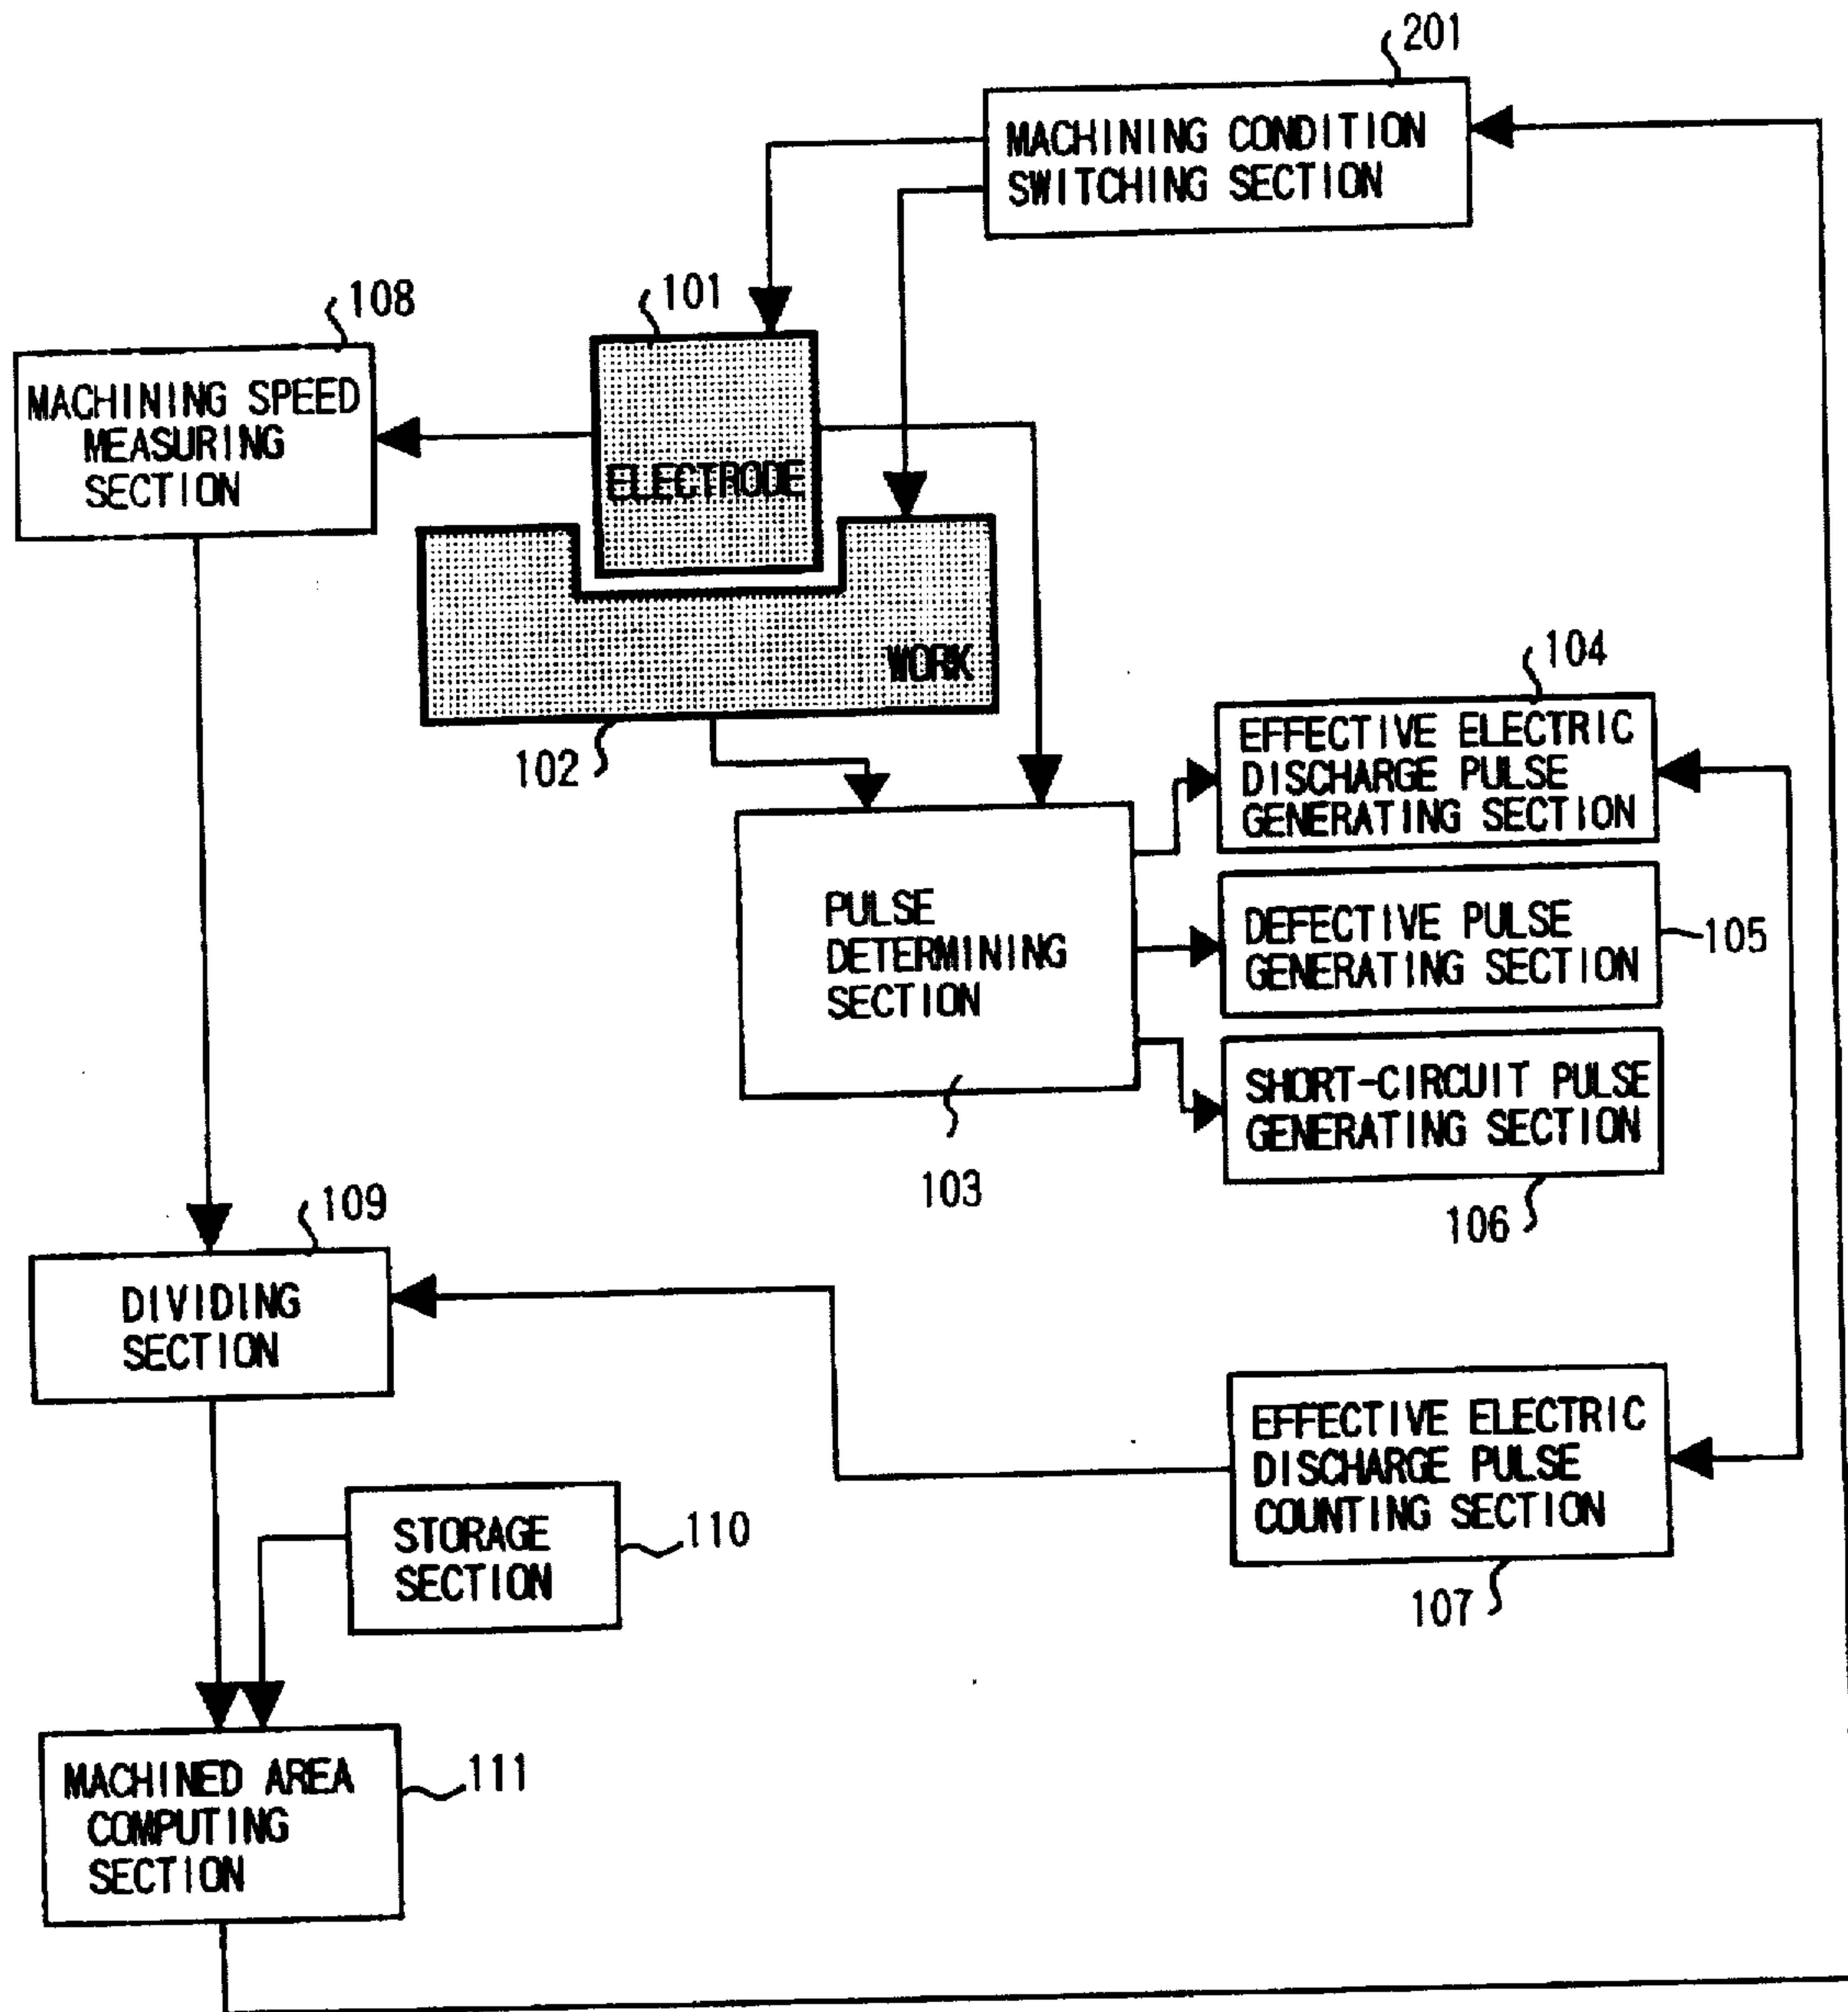 201
MACHINING CONDITION
SWITCHING SECTION
108
101
MACHINING SPEED
MEASURING
SECTION
ELECTRODE
WORK
102
104
EFFECTIVE ELECTRIC
DISCHARGE PULSE
GENERATING SECTION
PULSE
DETERMINING
SECTION
103
DEFECTIVE PULSE
GENERATING SECTION
105
SHORT-CIRCUIT PULSE
GENERATING SECTION
106
109
DIVIDING
SECTION
EFFECTIVE ELECTRIC
DISCHARGE PULSE
COUNTING SECTION
107
STORAGE
SECTION
110
MACHINED AREA
COMPUTING
SECTION
111